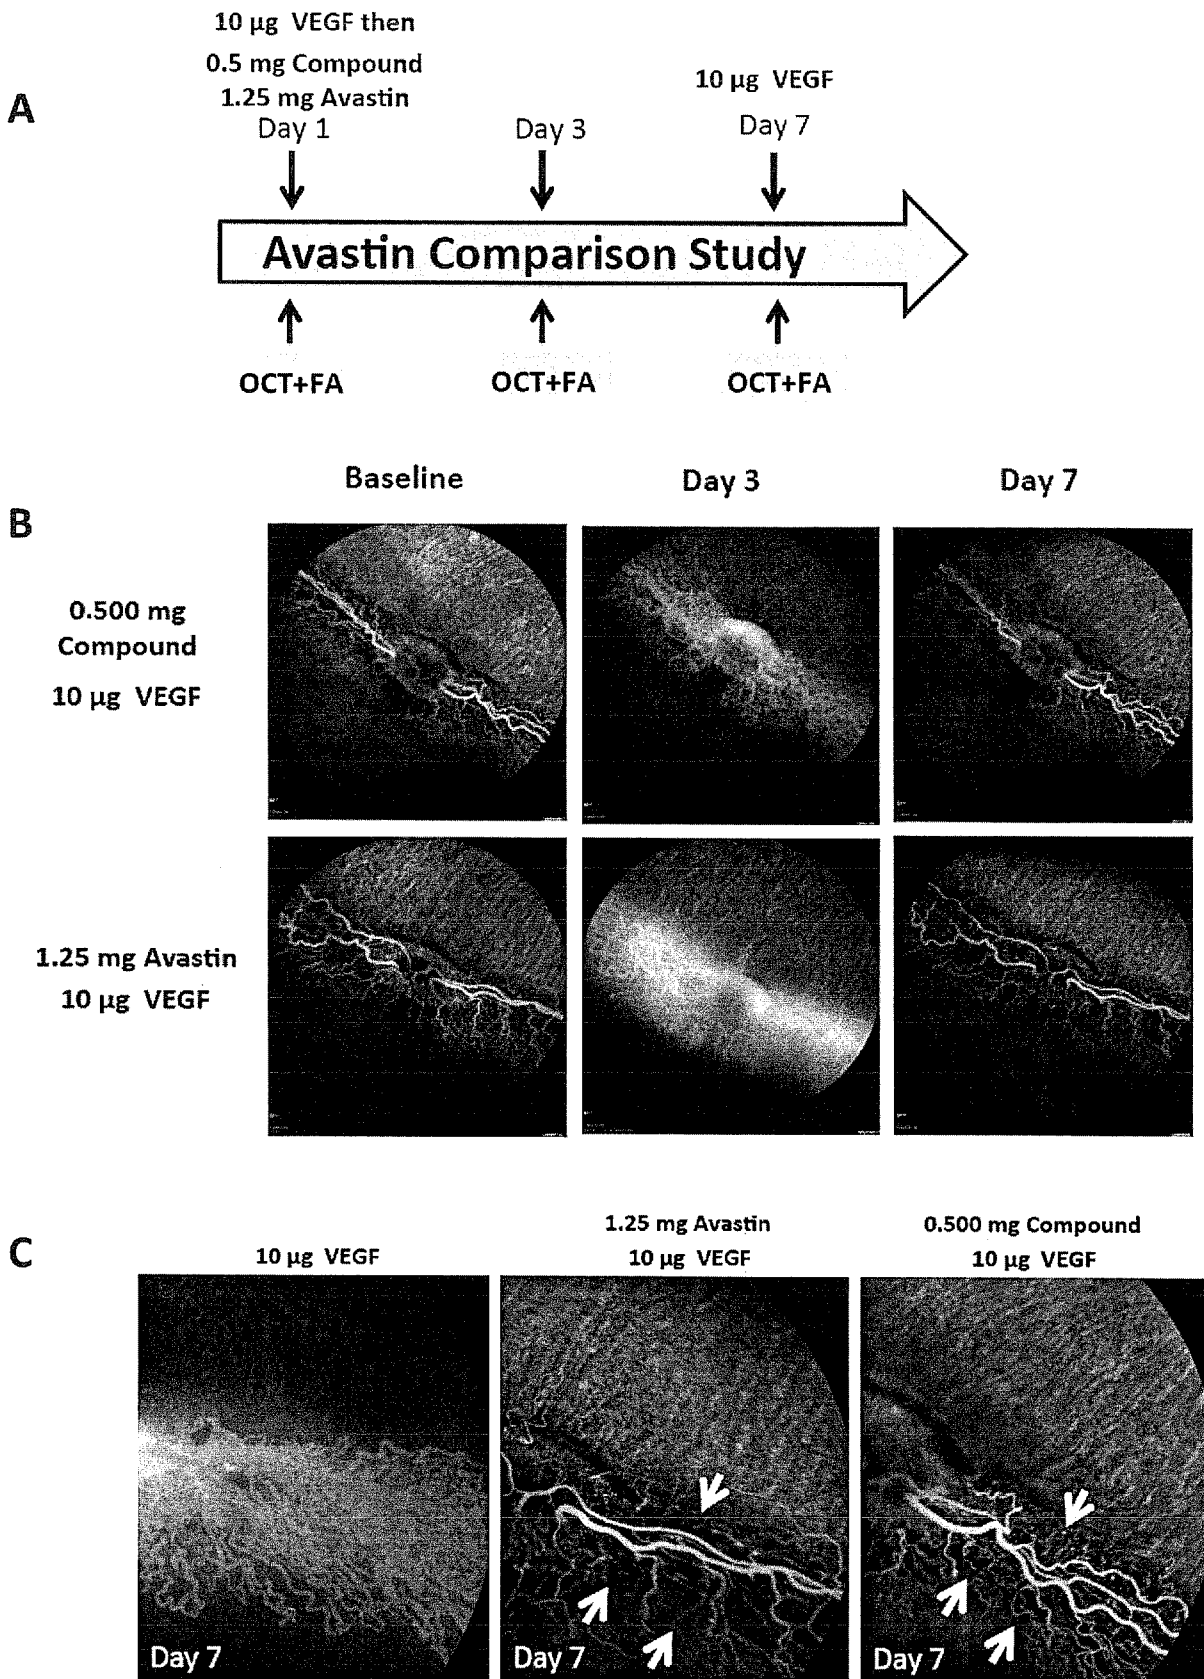 A
10 µg VEGF then
0.5 mg Compound
1.25 mg Avastin
Day 1
Day 3
10 µg VEGF
Day 7
Avastin Comparison Study
OCT+FA
OCT+FA
OCT+FA
B
Baseline
Day 3
Day 7
0.500 mg
Compound
10 µg VEGF
1.25 mg Avastin
10 µg VEGF
C
10 µg VEGF
1.25 mg Avastin
10 µg VEGF
0.500 mg Compound
10 µg VEGF
Day 7
Day 7
Day 7